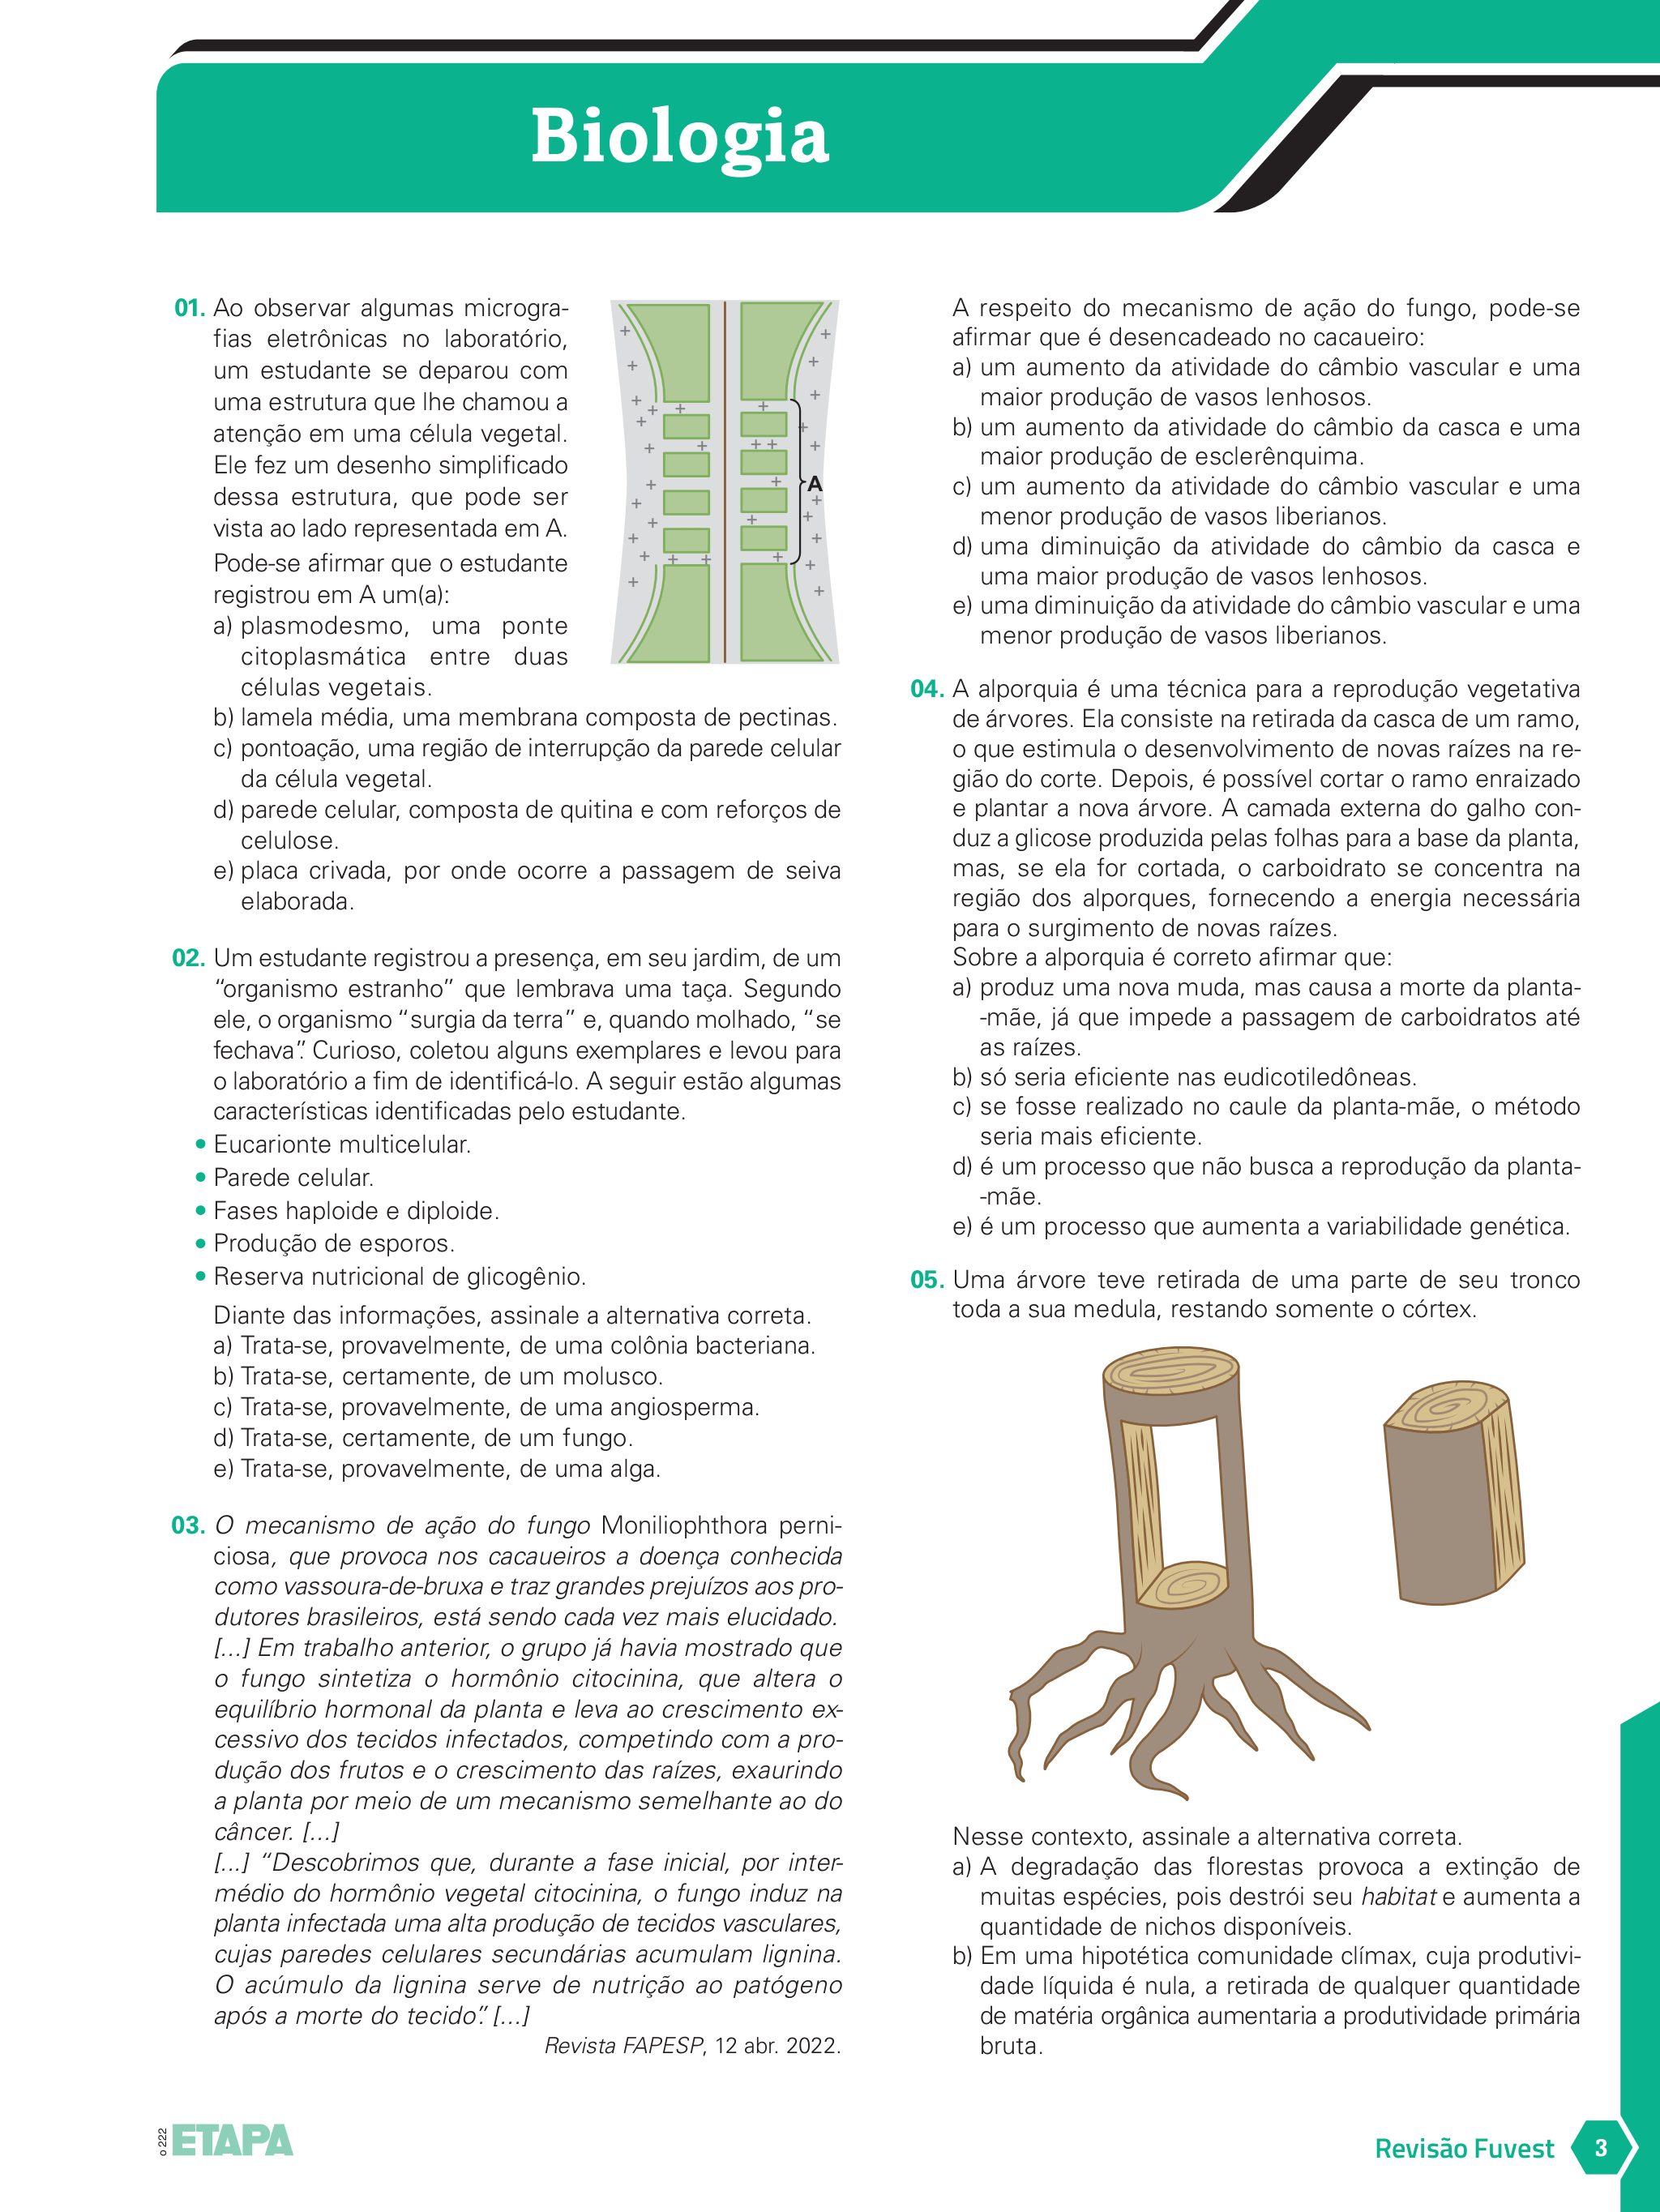 Biologia
01. Ao observar algumas microgra-
fias eletrônicas no laboratório,
um estudante se deparou com
uma estrutura que lhe chamou a
atenção em uma célula vegetal.
Ele fez um desenho simplificado
dessa estrutura, que pode ser
vista ao lado representada em A.
Pode-se afirmar que o estudante
registrou em A um(a):
a) plasmodesmo, uma ponte
citoplasmática entre duas
células vegetais.
b) lamela média, uma membrana composta de pectinas.
c) pontoação, uma região de interrupção da parede celular
da célula vegetal.
d) parede celular, composta de quitina e com reforços de
celulose.
e) placa crivada, por onde ocorre a passagem de seiva
elaborada.
A
02. Um estudante registrou a presença, em seu jardim, de um
“organismo estranho” que lembrava uma taça. Segundo
ele, o organismo “surgia da terra” e, quando molhado, “se
fechava”. Curioso, coletou alguns exemplares e levou para
o laboratório a fim de identificá-lo. A seguir estão algumas
características identificadas pelo estudante.
• Eucarionte multicelular.
• Parede celular.
• Fases haploide e diploide.
• Produção de esporos.
• Reserva nutricional de glicogênio.
Diante das informações, assinale a alternativa correta.
a) Trata-se, provavelmente, de uma colônia bacteriana.
b) Trata-se, certamente, de um molusco.
c) Trata-se, provavelmente, de uma angiosperma.
d) Trata-se, certamente, de um fungo.
e) Trata-se, provavelmente, de uma alga.
03. O mecanismo de ação do fungo Moniliophthora perni-
ciosa, que provoca nos cacaueiros a doença conhecida
como vassoura-de-bruxa e traz grandes prejuízos aos pro-
dutores brasileiros, está sendo cada vez mais elucidado.
[...] Em trabalho anterior, o grupo já havia mostrado que
o fungo sintetiza o hormônio citocinina, que altera o
equilíbrio hormonal da planta e leva ao crescimento ex-
cessivo dos tecidos infectados, competindo com a pro-
dução dos frutos e o crescimento das raízes, exaurindo
a planta por meio de um mecanismo semelhante ao do
câncer. [...]
[...] “Descobrimos que, durante a fase inicial, por inter-
médio do hormônio vegetal citocinina, o fungo induz na
planta infectada uma alta produção de tecidos vasculares,
cujas paredes celulares secundárias acumulam lignina.
O acúmulo da lignina serve de nutrição ao patógeno
após a morte do tecido”. [...]
Revista FAPESP, 12 abr. 2022.
A respeito do mecanismo de ação do fungo, pode-se
afirmar que é desencadeado no cacaueiro:
a) um aumento da atividade do câmbio vascular e uma
maior produção de vasos lenhosos.
b) um aumento da atividade do câmbio da casca e uma
maior produção de esclerênquima.
c) um aumento da atividade do câmbio vascular e uma
menor produção de vasos liberianos.
d) uma diminuição da atividade do câmbio da casca e
uma maior produção de vasos lenhosos.
e) uma diminuição da atividade do câmbio vascular e uma
menor produção de vasos liberianos.
04. A alporquia é uma técnica para a reprodução vegetativa
de árvores. Ela consiste na retirada da casca de um ramo,
o que estimula o desenvolvimento de novas raízes na re-
gião do corte. Depois, é possível cortar o ramo enraizado
e plantar a nova árvore. A camada externa do galho con-
duz a glicose produzida pelas folhas para a base da planta,
mas, se ela for cortada, o carboidrato se concentra na
região dos alporques, fornecendo a energia necessária
para o surgimento de novas raízes.
Sobre a alporquia é correto afirmar que:
a) produz uma nova muda, mas causa a morte da planta-
-mãe, já que impede a passagem de carboidratos até
as raízes.
b) só seria eficiente nas eudicotiledôneas.
c) se fosse realizado no caule da planta-mãe, o método
seria mais eficiente.
d) é um processo que não busca a reprodução da planta-
-mãe.
e) é um processo que aumenta a variabilidade genética.
05. Uma árvore teve retirada de uma parte de seu tronco
toda a sua medula, restando somente o córtex.
Nesse contexto, assinale a alternativa correta.
a) A degradação das florestas provoca a extinção de
muitas espécies, pois destrói seu habitat e aumenta a
quantidade de nichos disponíveis.
b) Em uma hipotética comunidade clímax, cuja produtivi-
dade líquida é nula, a retirada de qualquer quantidade
de matéria orgânica aumentaria a produtividade primária
bruta.
o 222
ETAPA
Revisão Fuvest 3